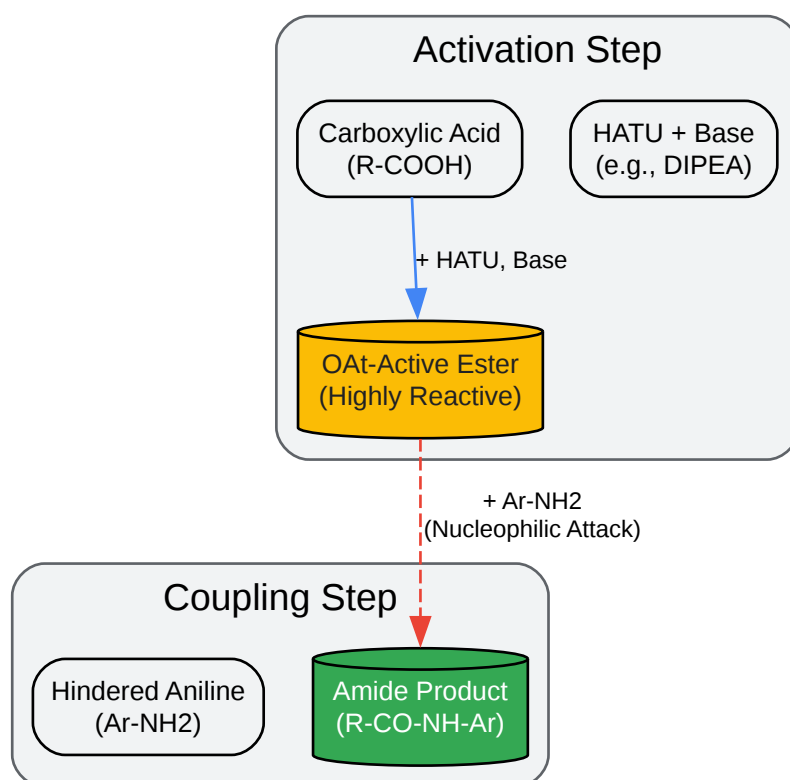 Activation Step
Carboxylic Acid
(R-COOH)
HATU + Base
(e.g., DIPEA)
+ HATU, Base
OAt-Active Ester
(Highly Reactive)
+ Ar-NH2
(Nucleophilic Attack)
Coupling Step
Hindered Aniline
(Ar-NH2)
Amide Product
(R-CO-NH-Ar)